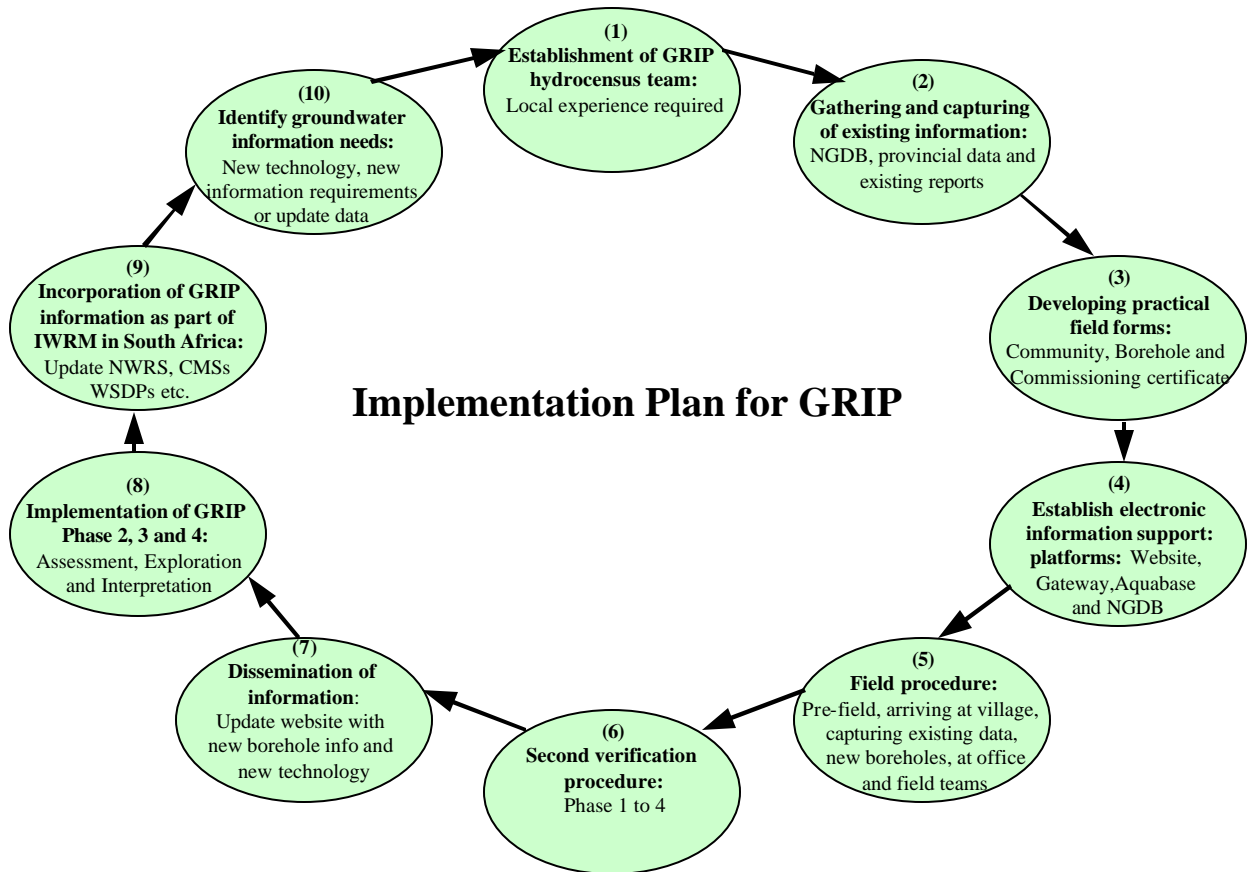 (1)
Establishment of GRIP
hydrocensus team:
Local experience required
(2)
Gathering and capturing
of existing information:
NGDB, provincial data and
existing reports
(3)
Developing practical
field forms:
Community, Borehole and
Commissioning certificate
(4)
Establish electronic
information support:
platforms: Website,
Gateway,Aquabase
and NGDB
(5)
Field procedure:
Pre-field, arriving at village,
capturing existing data,
new boreholes, at office
and field teams
(6)
Second verification
procedure:
Phase 1 to 4
(7)
Dissemination of
information:
Update website with
new borehole info and
new technology
(8)
Implementation of GRIP
Phase 2, 3 and 4:
Assessment, Exploration
and Interpretation
(9)
Incorporation of GRIP
information as part of
IWRM in South Africa:
Update NWRS, CMSs
WSDPs etc.
(10)
Identify groundwater
information needs:
New technology, new
information requirements
or update data
Implementation Plan for GRIP